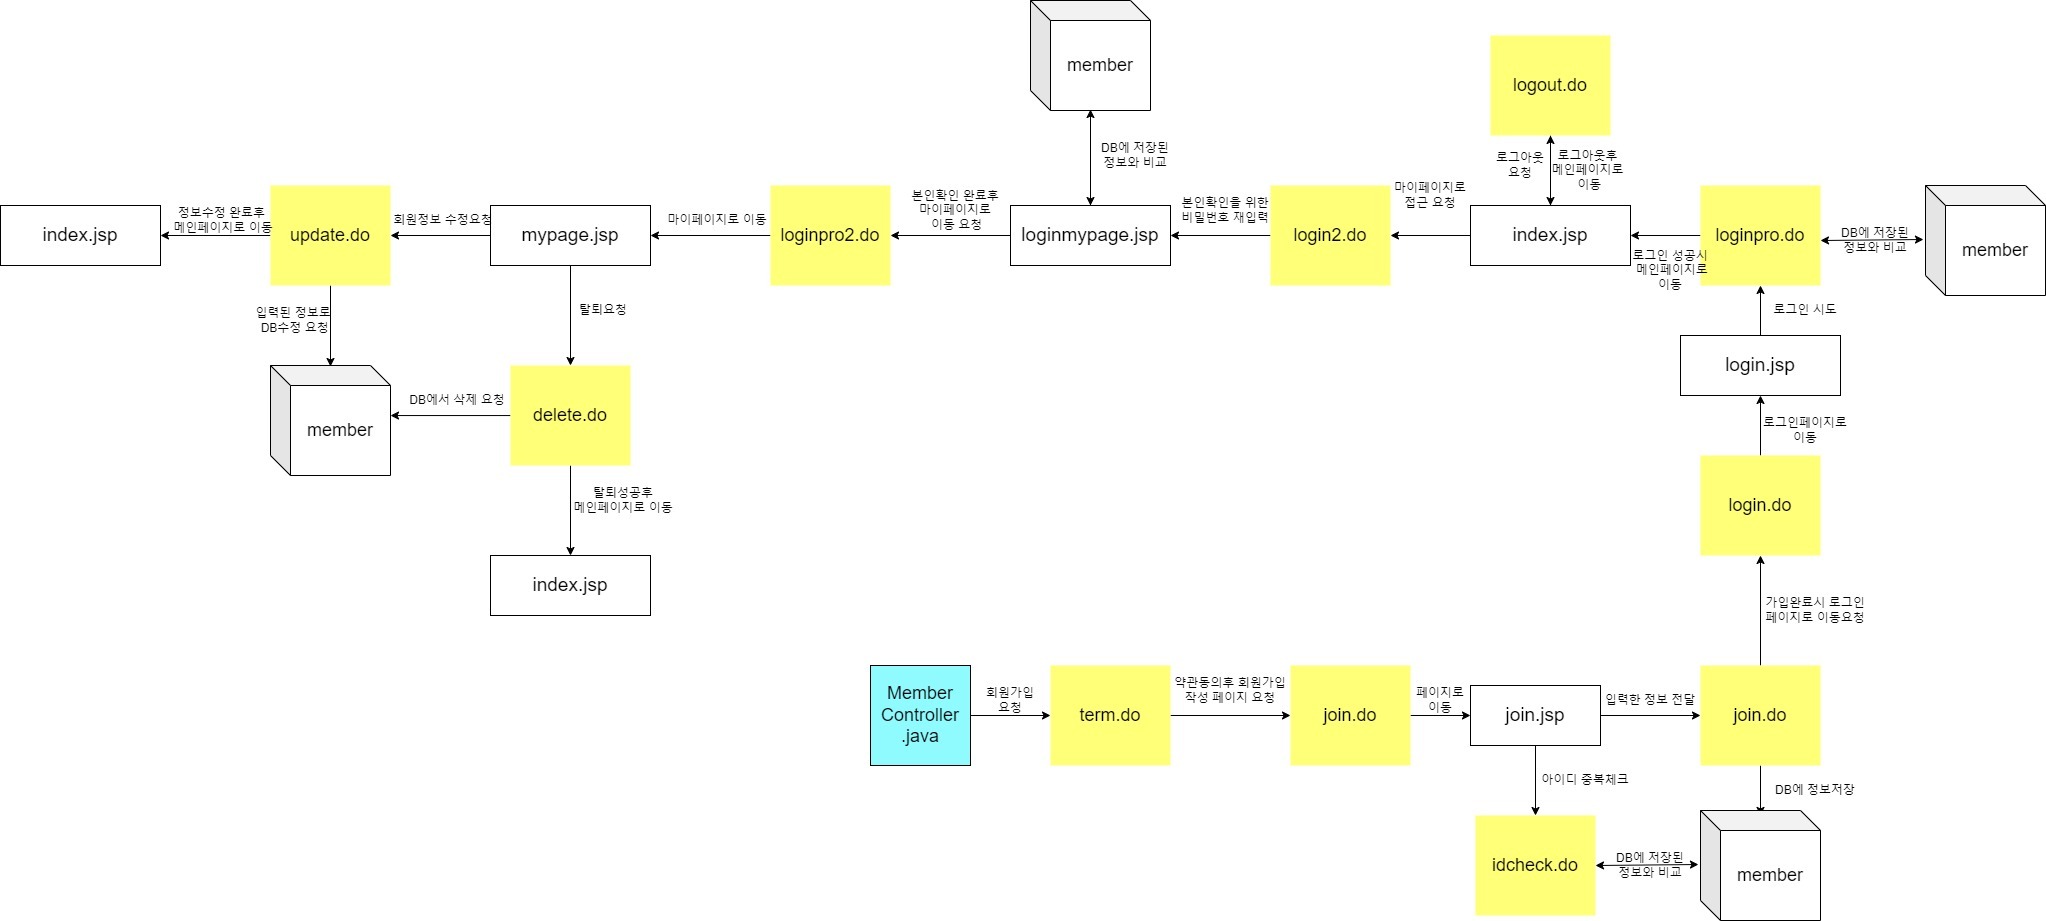 member
DB에 저장된
정보와 비교
logout.do
로그아웃
요청
로그아웃후
메인페이지로
이동
index.jsp
정보수정 완료후
메인페이지로 이동
update.do
회원정보 수정요청
mypage.jsp
마이페이지로 이동
loginpro2.do
본인확인 완료후
마이페이지로
이동 요청
loginmypage.jsp
본인확인을 위한
비밀번호 재입력
login2.do
마이페이지로
접근 요청
index.jsp
로그인 성공시
메인페이지로
이동
loginpro.do
DB에 저장된
정보와 비교
member
입력된 정보로
DB수정 요청
탈퇴요청
로그인 시도
login.jsp
member
DB에서 삭제 요청
delete.do
로그인페이지로
이동
탈퇴성공후
메인페이지로 이동
login.do
index.jsp
가입완료시 로그인
페이지로 이동요청
Member
Controller
.java
회원가입
요청
term.do
약관동의후 회원가입
작성 페이지 요청
join.do
페이지로
이동
join.jsp
입력한 정보 전달
join.do
아이디 중복체크
DB에 정보저장
idcheck.do
DB에 저장된
정보와 비교
member